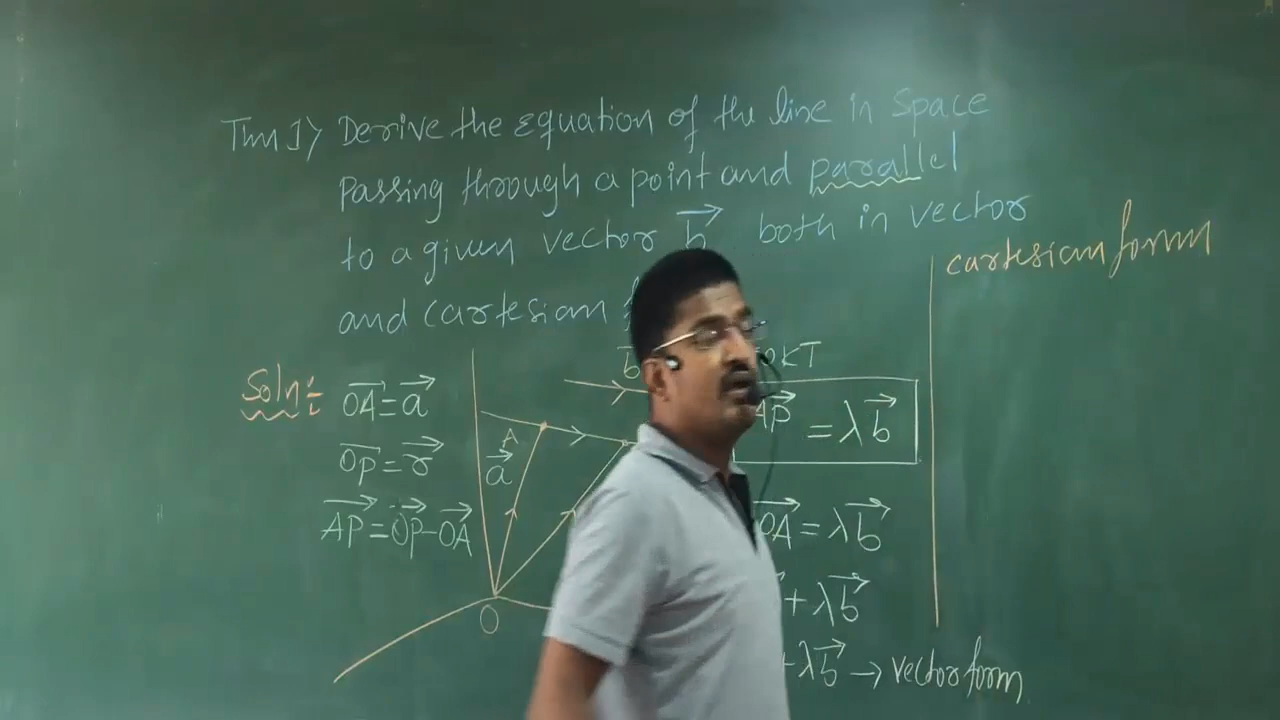 Thm 1> Derive the equation of the line in Space
passing through a point and parallel
to a given vector b⃗ both in vector
and cartesian
cartesian form
Soln:
OA⃗ = a⃗
OP⃗ = r⃗
AP⃗ = OP⃗ - OA⃗
A
a⃗
O
b
KT
AP⃗ = λb⃗
OA⃗ = λb⃗
+ λb⃗
+ λb⃗ → vector form